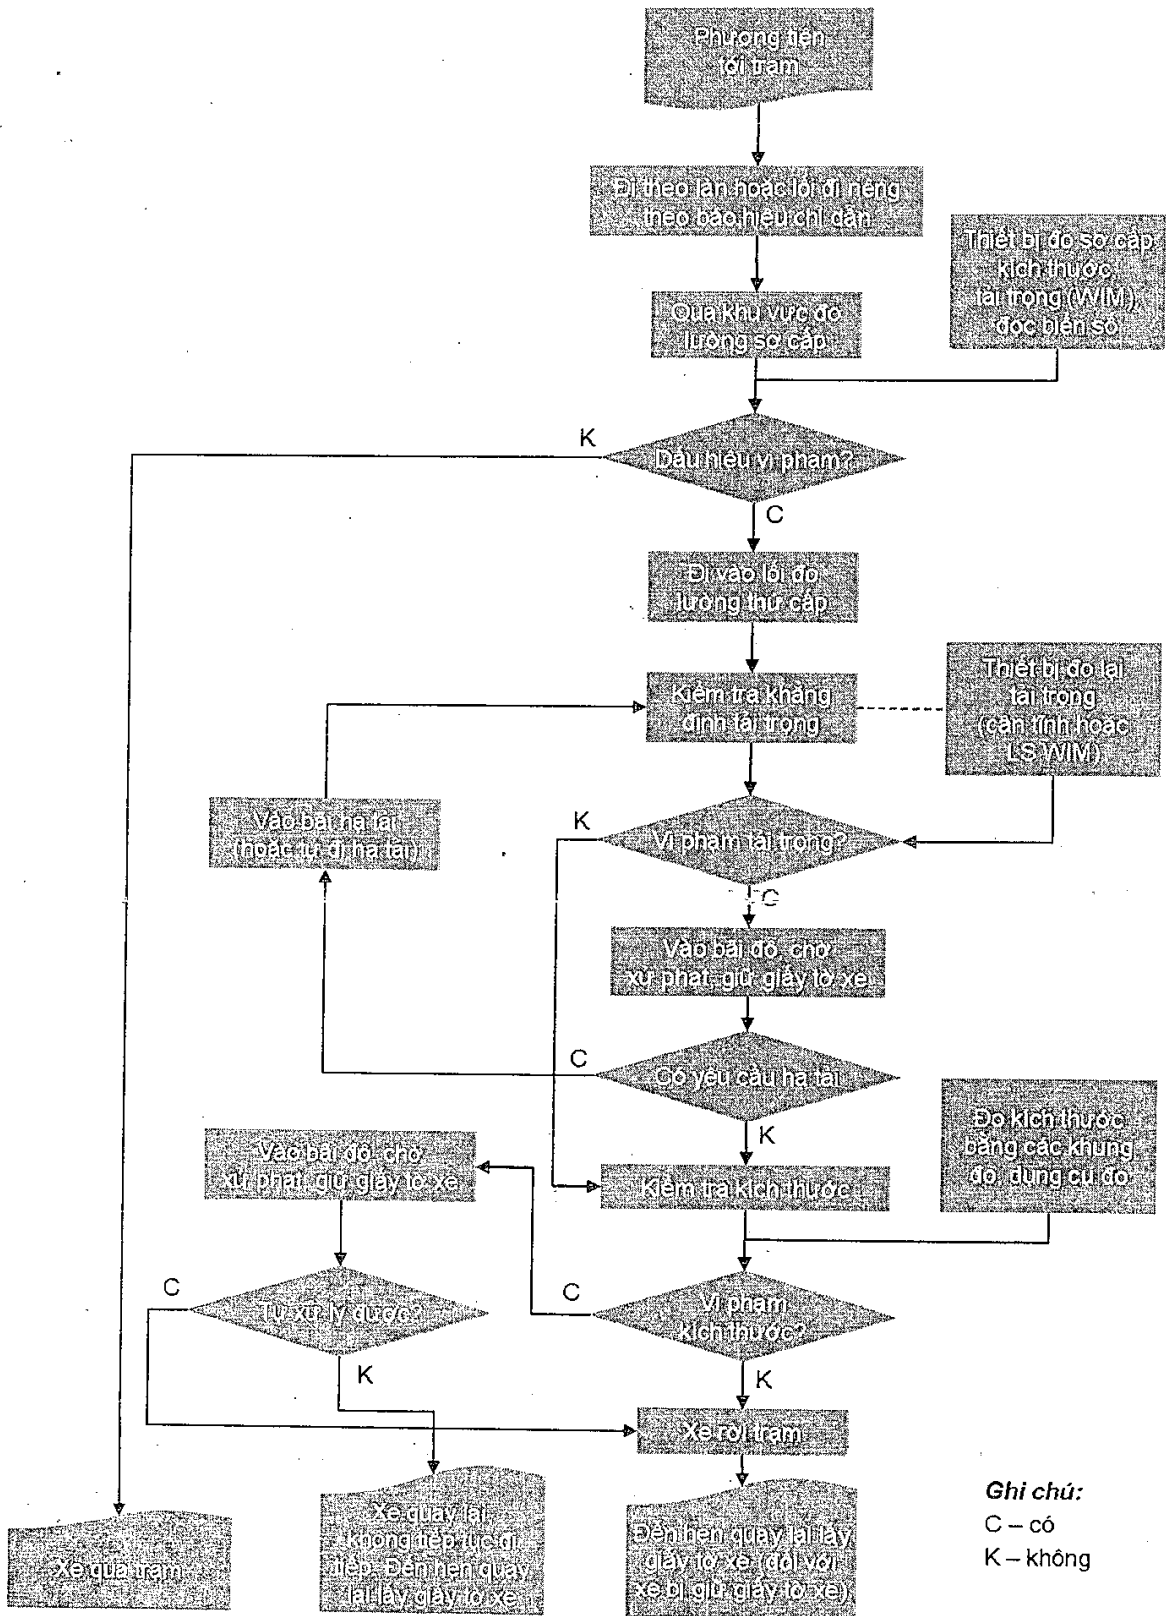 Phương tiện
tới trạm
Đi theo làn hoặc lối đi riêng
theo báo hiệu chỉ dẫn
Thiết bị đo sơ cấp
kích thước,
tải trọng (WIM),
đọc biển số
Qua khu vực đo
lường sơ cấp
K
Dấu hiệu vi phạm?
C
Đi vào lối đo
lường thứ cấp
Kiểm tra khẳng
định tải trọng
Thiết bị đo lại
tải trọng
(cân tĩnh hoặc
LS WIM)
Vào bãi hạ tải
(hoặc tự đi hạ tải)
K
Vi phạm tải trọng?
C
Vào bãi đỗ, chờ
xử phạt, giữ giấy tờ xe
C
Có yêu cầu hạ tải
K
Đo kích thước
bằng các khung
đo, dụng cụ đo
Vào bãi đỗ, chờ
xử phạt, giữ giấy tờ xe
Kiểm tra kích thước
C
Tự xử lý được?
K
C
Vi phạm
kích thước?
K
Xe rời trạm
Xe qua trạm
Xe quay lại,
không tiếp tục đi
tiếp. Đến hẹn quay
lại lấy giấy tờ xe
Đến hẹn quay lại lấy
giấy tờ xe (đối với
xe bị giữ giấy tờ xe)
Ghi chú:
C – có
K – không